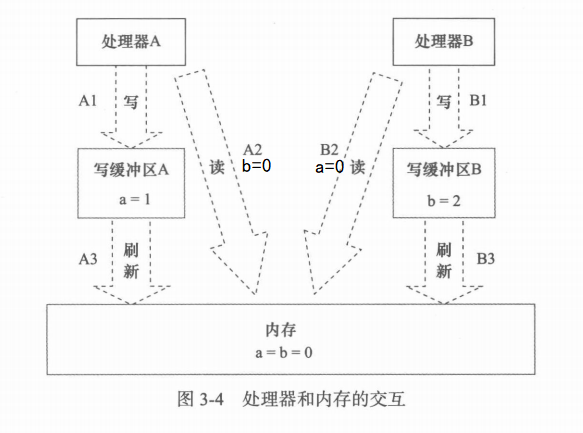 处理器A
处理器B
A1
写
写
B1
A2
b=0
B2
a=0
读
读
写缓冲区A
a = 1
写缓冲区B
b = 2
A3
刷新
刷新
B3
内存
a = b = 0
图 3-4 处理器和内存的交互